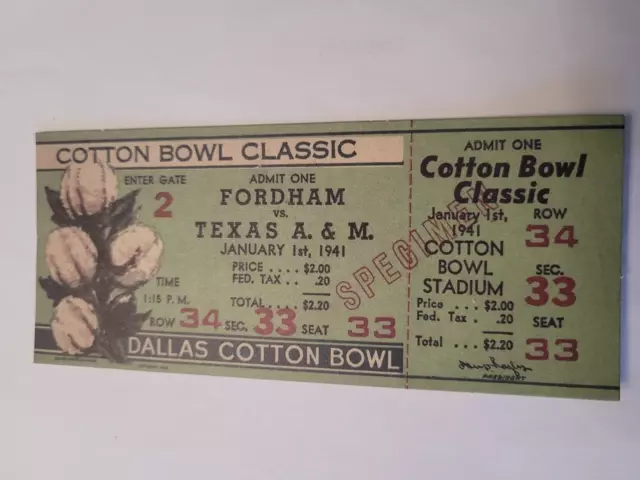 COTTON BOWL CLASSIC
ENTER GATE
2
TIME
1:15 P. M.
ADMIT ONE
FORDHAM
vs.
TEXAS A. & M.
JANUARY 1st, 1941
PRICE .... $2.00
FED. TAX .. .20
TOTAL .... $2.20
ROW 34 SEC. 33 SEAT 33
DALLAS COTTON BOWL
SPECIMEN
ADMIT ONE
Cotton Bowl
Classic
January 1st,
1941
COTTON
BOWL
STADIUM
ROW
34
SEC.
33
SEAT
33
Price .. $2.00
Fed. Tax . .20
Total ... $2.20
PRESIDENT